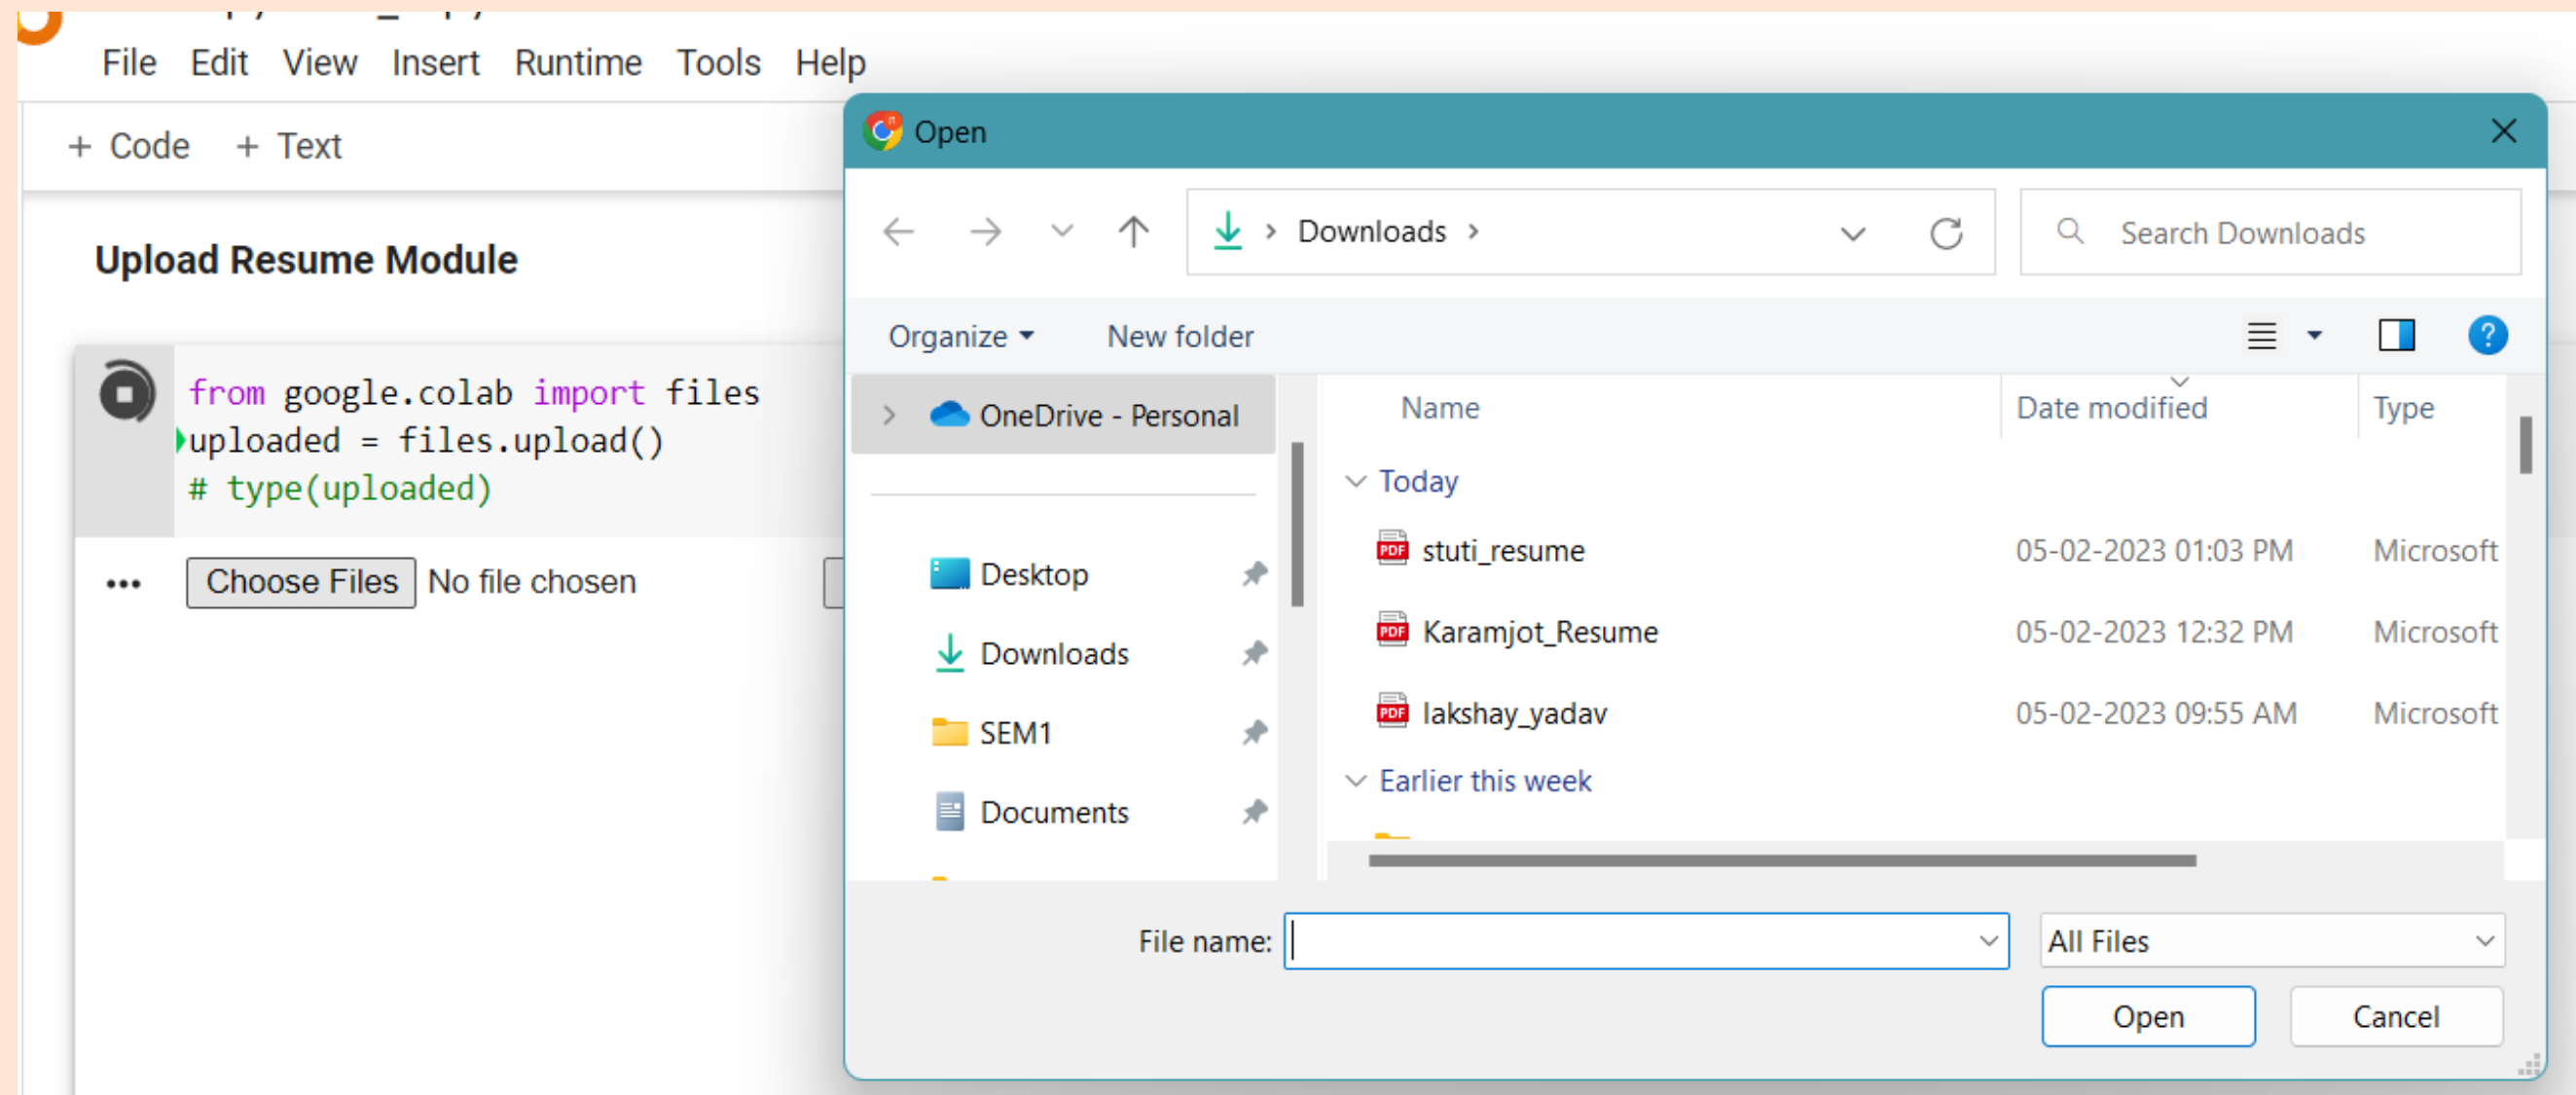 File Edit View Insert Runtime Tools Help
+ Code + Text
Upload Resume Module
from google.colab import files
uploaded = files.upload()
# type(uploaded)
Choose Files No file chosen
Open
Downloads
Search Downloads
Organize New folder
OneDrive - Personal
Desktop
Downloads
SEM1
Documents
Name Date modified Type
Today
stuti_resume 05-02-2023 01:03 PM Microsoft
Karamjot_Resume 05-02-2023 12:32 PM Microsoft
lakshay_yadav 05-02-2023 09:55 AM Microsoft
Earlier this week
File name:
All Files
Open Cancel